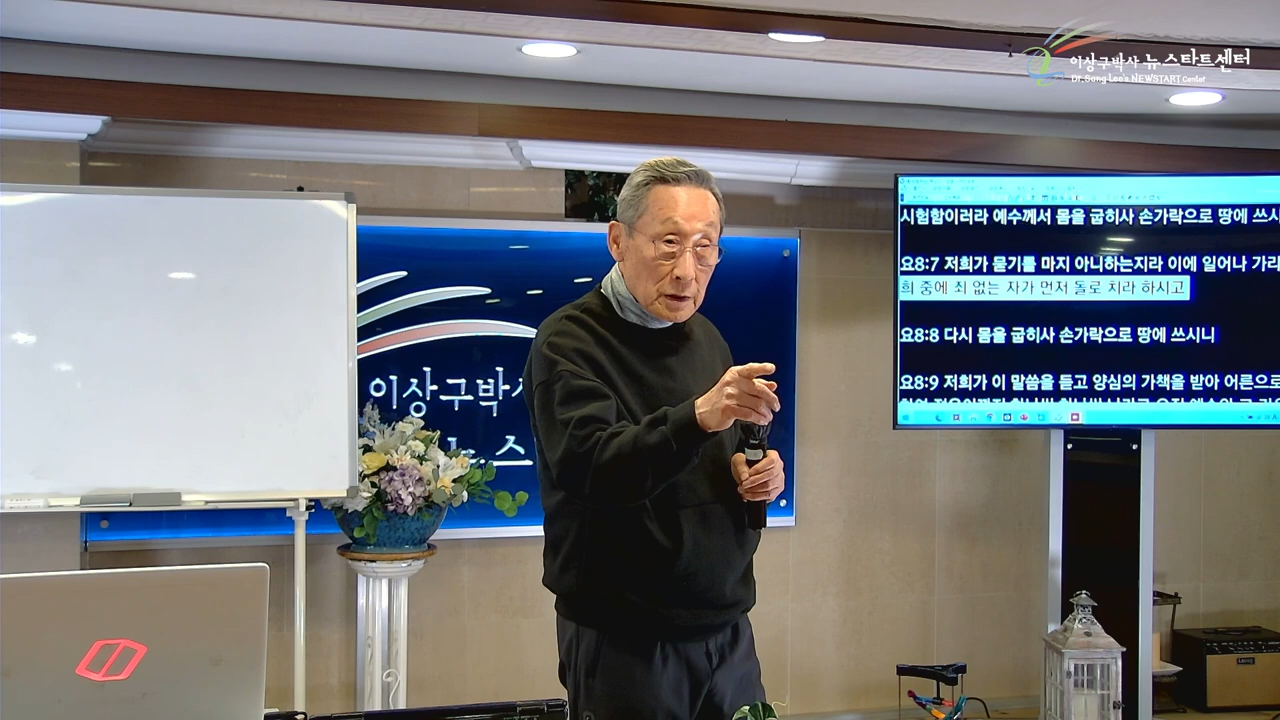 이상구박사 뉴스타트센터
Dr.Sang Lee's NEWSTART Center
시험함이러라 예수께서 몸을 굽히사 손가락으로 땅에 쓰시
요8:7 저희가 묻기를 마지 아니하는지라 이에 일어나 가라
희 중에 죄 없는 자가 먼저 돌로 치라 하시고
요8:8 다시 몸을 굽히사 손가락으로 땅에 쓰시니
요8:9 저희가 이 말씀을 듣고 양심의 가책을 받아 어른으로
이상구박사
뉴스
Laney